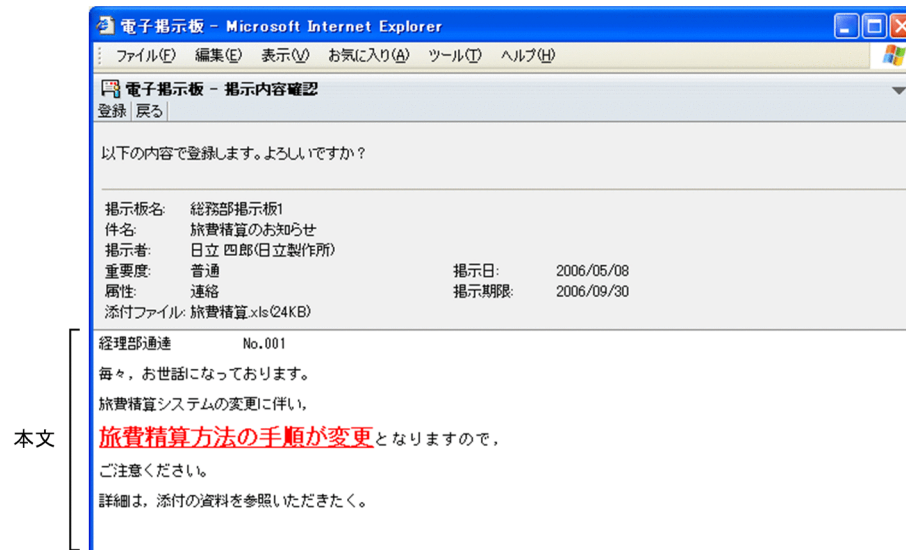 電子掲示板 - Microsoft Internet Explorer
ファイル(F) 編集(E) 表示(V) お気に入り(A) ツール(T) ヘルプ(H)
電子掲示板 - 掲示内容確認
登録 戻る
以下の内容で登録します。よろしいですか？
掲示板名: 総務部掲示板1
件名: 旅費精算のお知らせ
掲示者: 日立 四郎(日立製作所)
重要度: 普通 掲示日: 2006/05/08
属性: 連絡 掲示期限: 2006/09/30
添付ファイル: 旅費精算.xls(24KB)
経理部通達 No.001
毎々，お世話になっております。
旅費精算システムの変更に伴い，
旅費精算方法の手順が変更となりますので，
本文
ご注意ください。
詳細は，添付の資料を参照いただきたく。